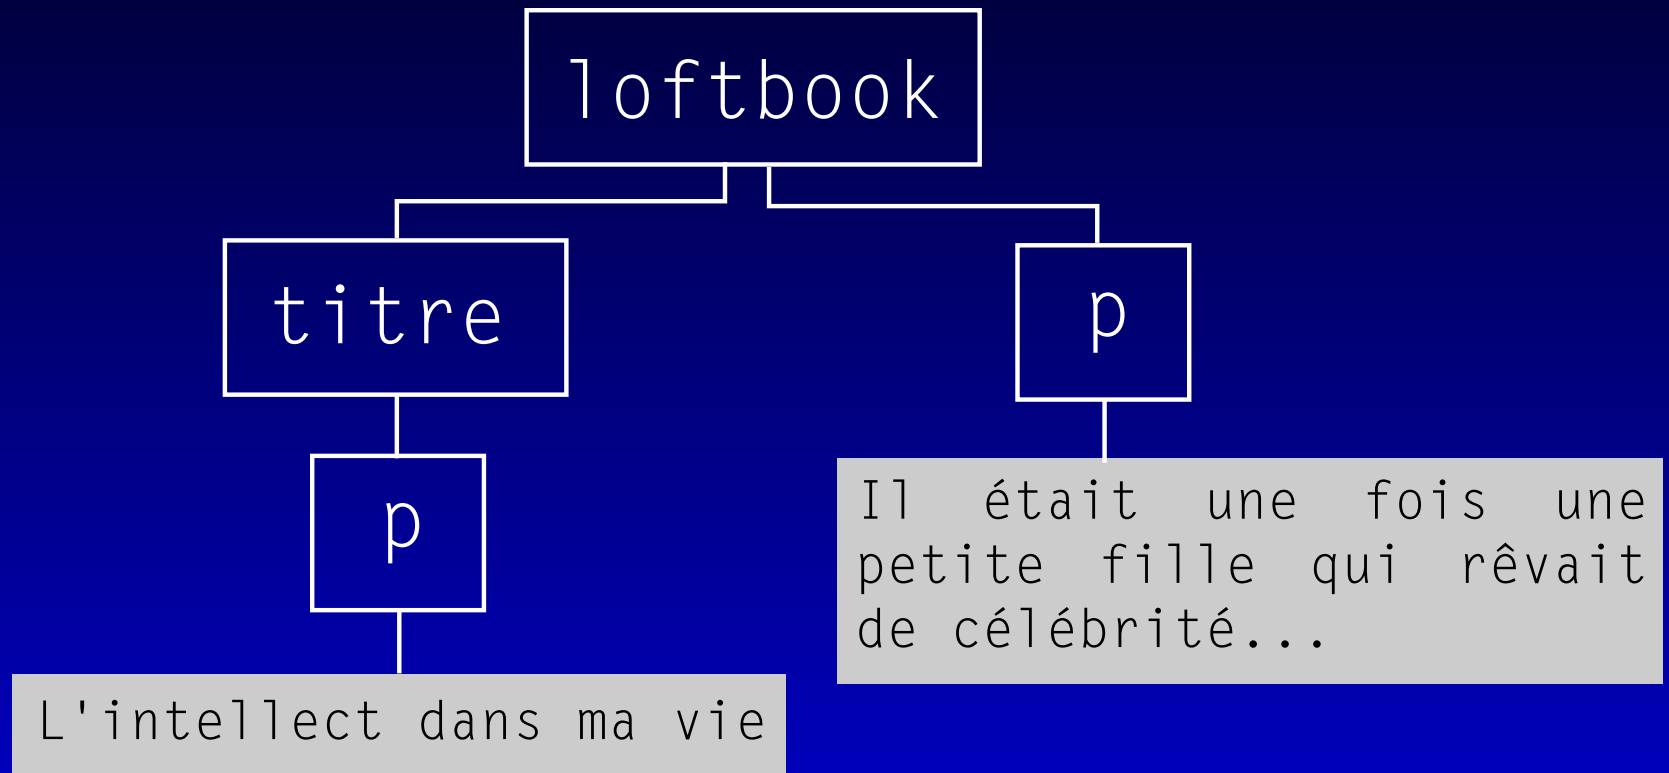 loftbook
titre
p
p
Il était une fois une
petite fille qui rêvait
de célébrité...
L'intellect dans ma vie